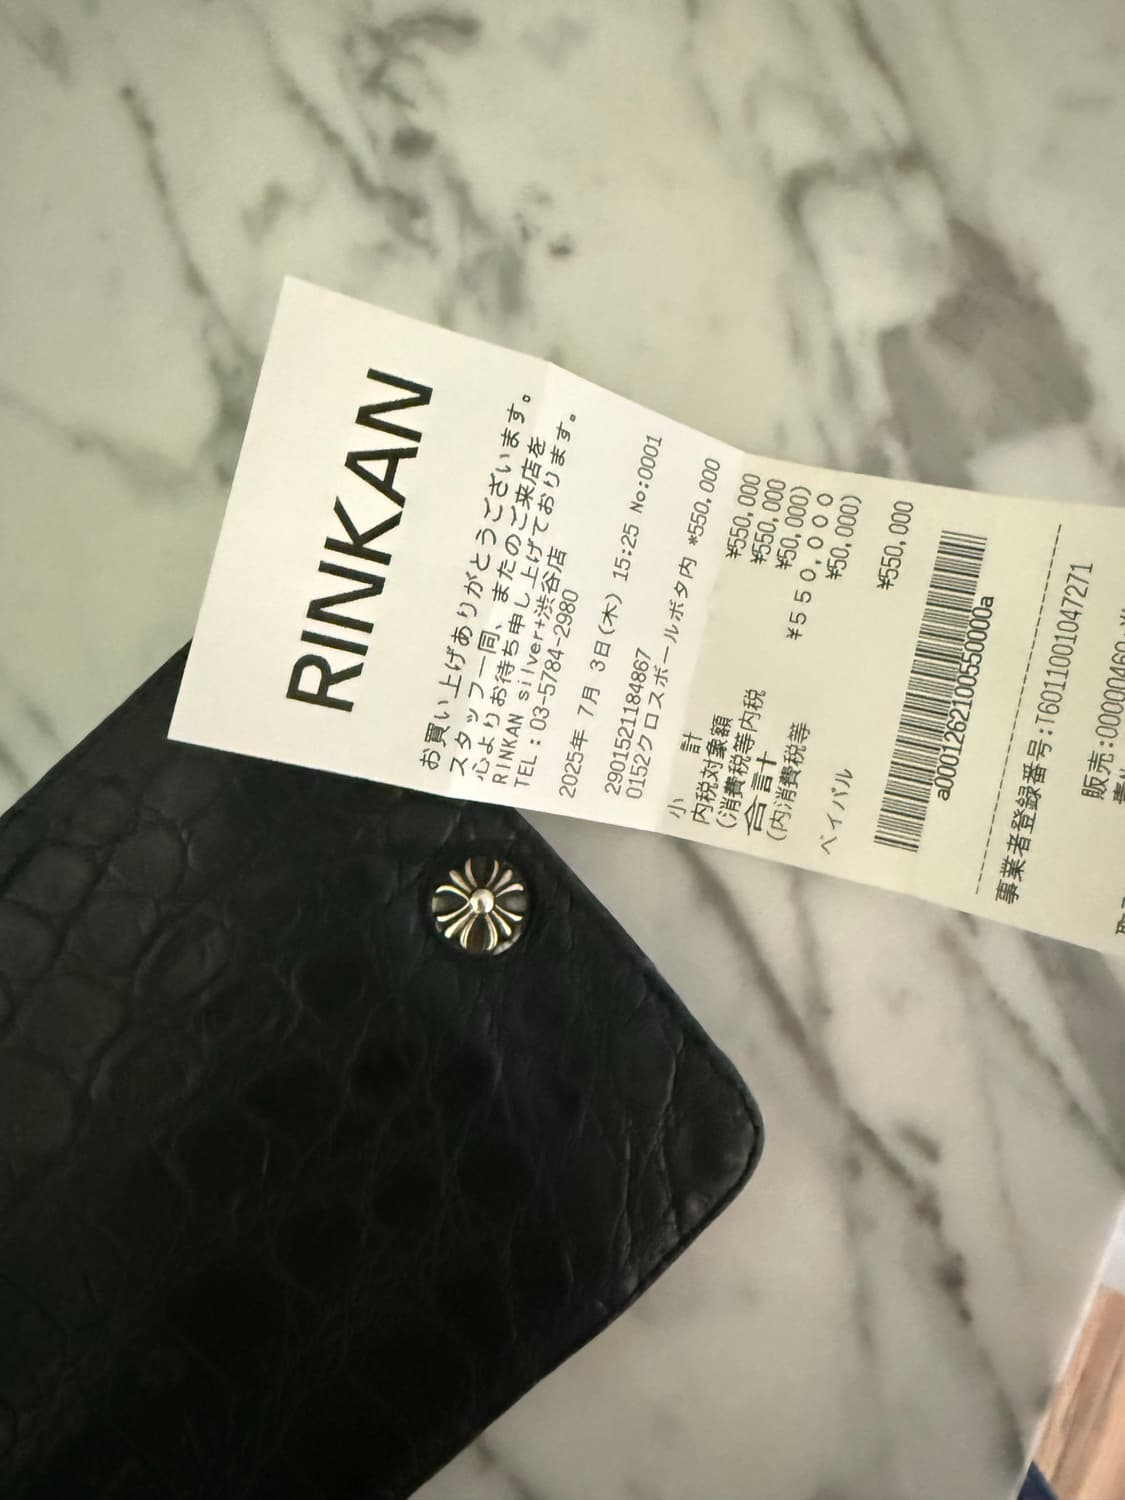 RINKAN
お買い上げありがとうございます。
スタッフ一同、またのご来店を
心よりお待ち申し上げております。
RINKAN silver+渋谷店
TEL:03-5784-2980
2025年 7月 3日(木) 15:25 No:0001
2901521184867
0152クロスボールボタ内 *550,000
小 計 ¥550,000
内税対象額 ¥550,000
(消費税等内税 ¥50,000)
合計 ¥550,000
(内消費税等 ¥50,000)
ペイパル ¥550,000
a00012621005500000a
事業者登録番号:T6011001047271
販売:00000460